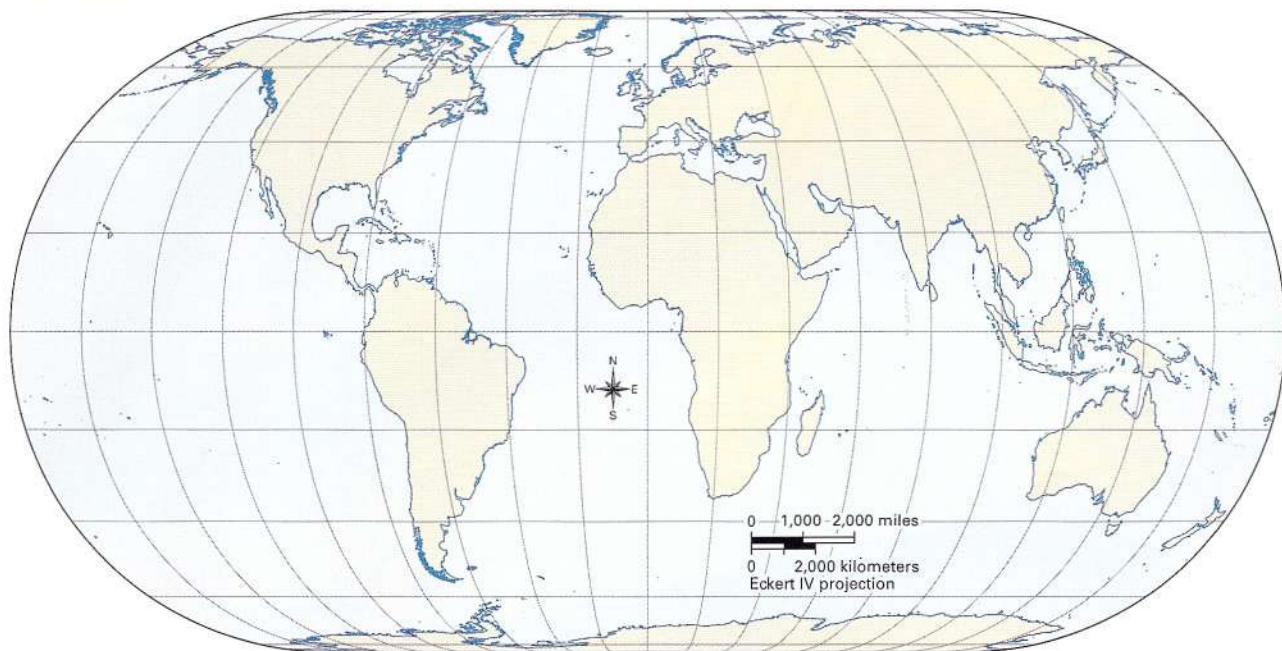 N
W E
S
0 1,000 2,000 miles
0 2,000 kilometers
Eckert IV projection